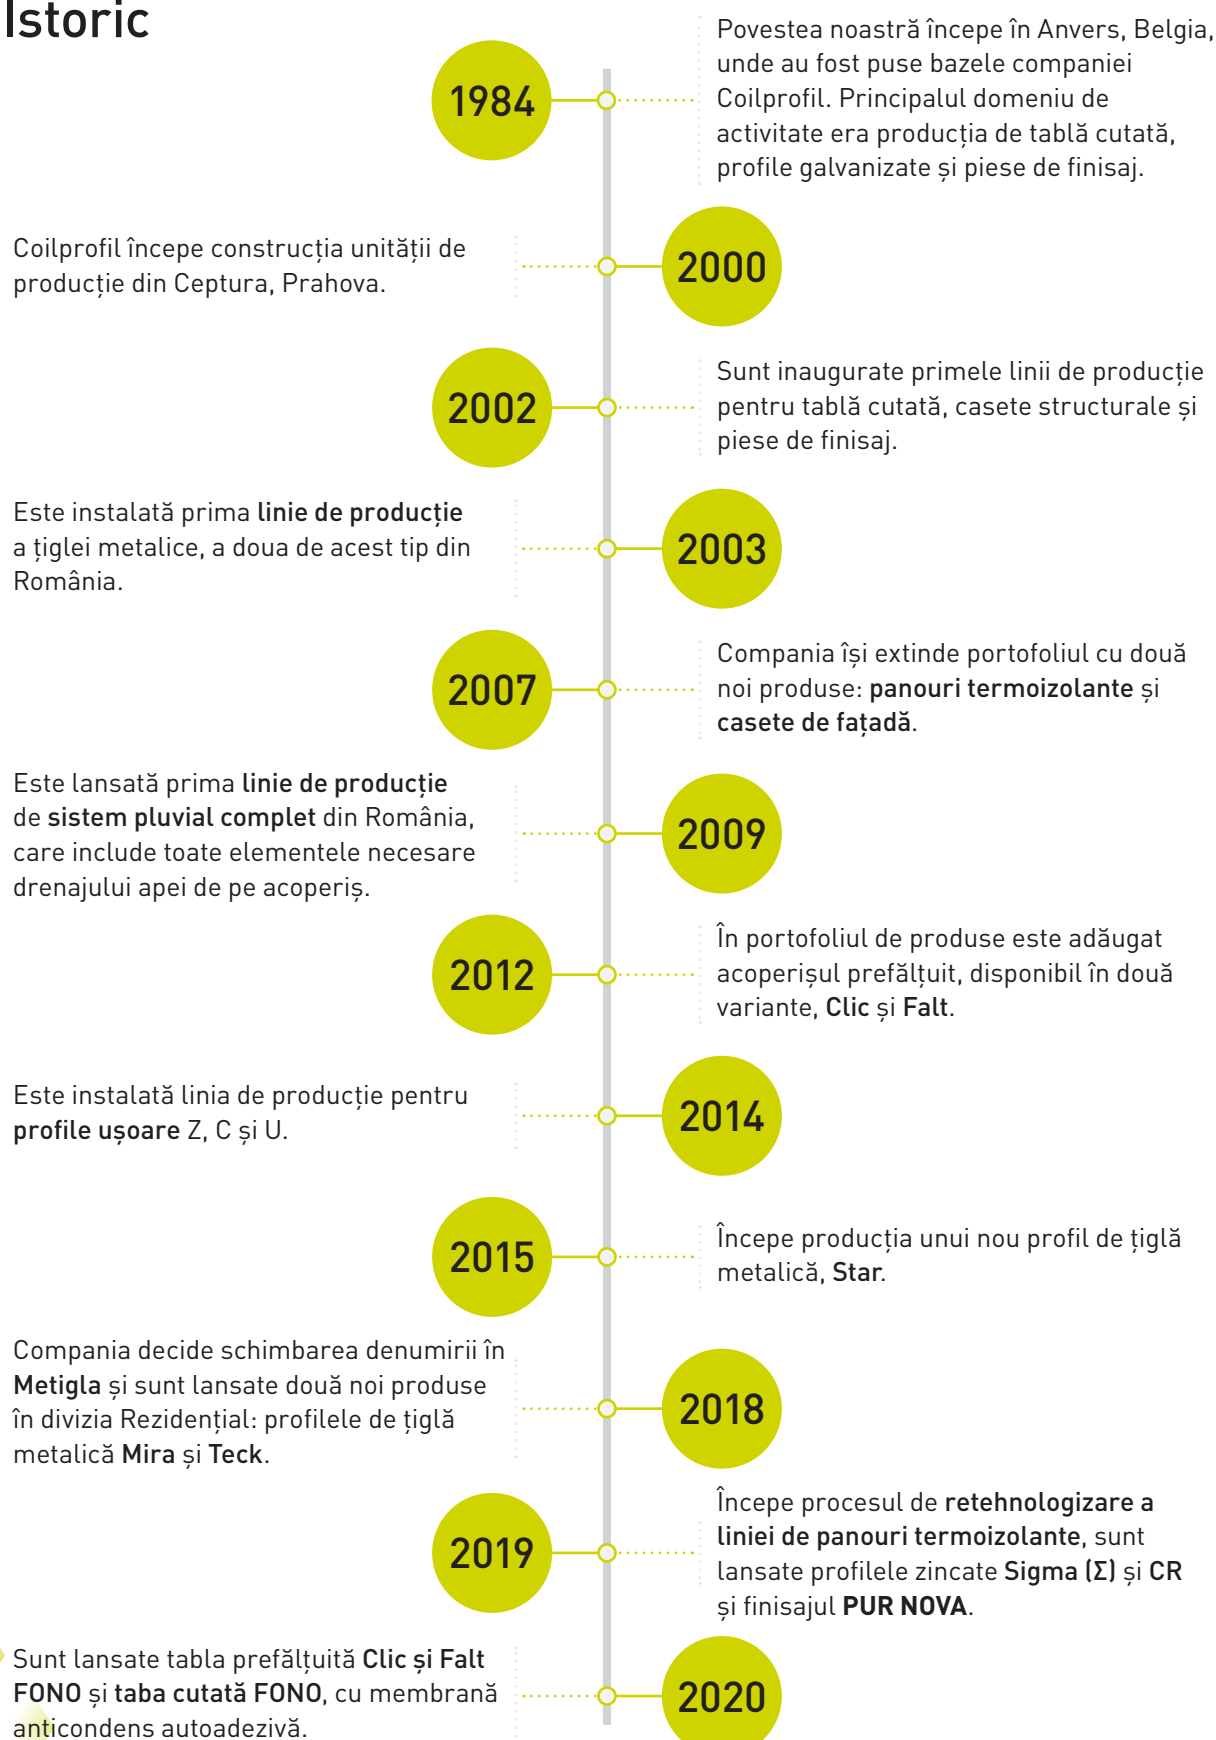 Istoric
1984
Povestea noastră începe în Anvers, Belgia,
unde au fost puse bazele companiei
Coilprofil. Principalul domeniu de
activitate era producția de tablă cutată,
profile galvanizate și piese de finisaj.
Coilprofil începe construcția unității de
producție din Ceptura, Prahova.
2000
2002
Sunt inaugurate primele linii de producție
pentru tablă cutată, casete structurale și
piese de finisaj.
Este instalată prima linie de producție
a țiglei metalice, a doua de acest tip din
România.
2003
2007
Compania își extinde portofoliul cu două
noi produse: panouri termoizolante și
casete de fațadă.
Este lansată prima linie de producție
de sistem pluvial complet din România,
care include toate elementele necesare
drenajului apei de pe acoperiș.
2009
2012
În portofoliul de produse este adăugat
acoperișul prefălțuit, disponibil în două
variante, Clic și Falt.
Este instalată linia de producție pentru
profile ușoare Z, C și U.
2014
2015
Începe producția unui nou profil de țiglă
metalică, Star.
Compania decide schimbarea denumirii în
Metigla și sunt lansate două noi produse
în divizia Rezidențial: profilele de țiglă
metalică Mira și Teck.
2018
2019
Începe procesul de retehnologizare a
liniei de panouri termoizolante, sunt
lansate profilele zincate Sigma (Σ) și CR
și finisajul PUR NOVA.
Sunt lansate tabla prefălțuită Clic și Falt
FONO și taba cutată FONO, cu membrană
anticondens autoadezivă.
2020